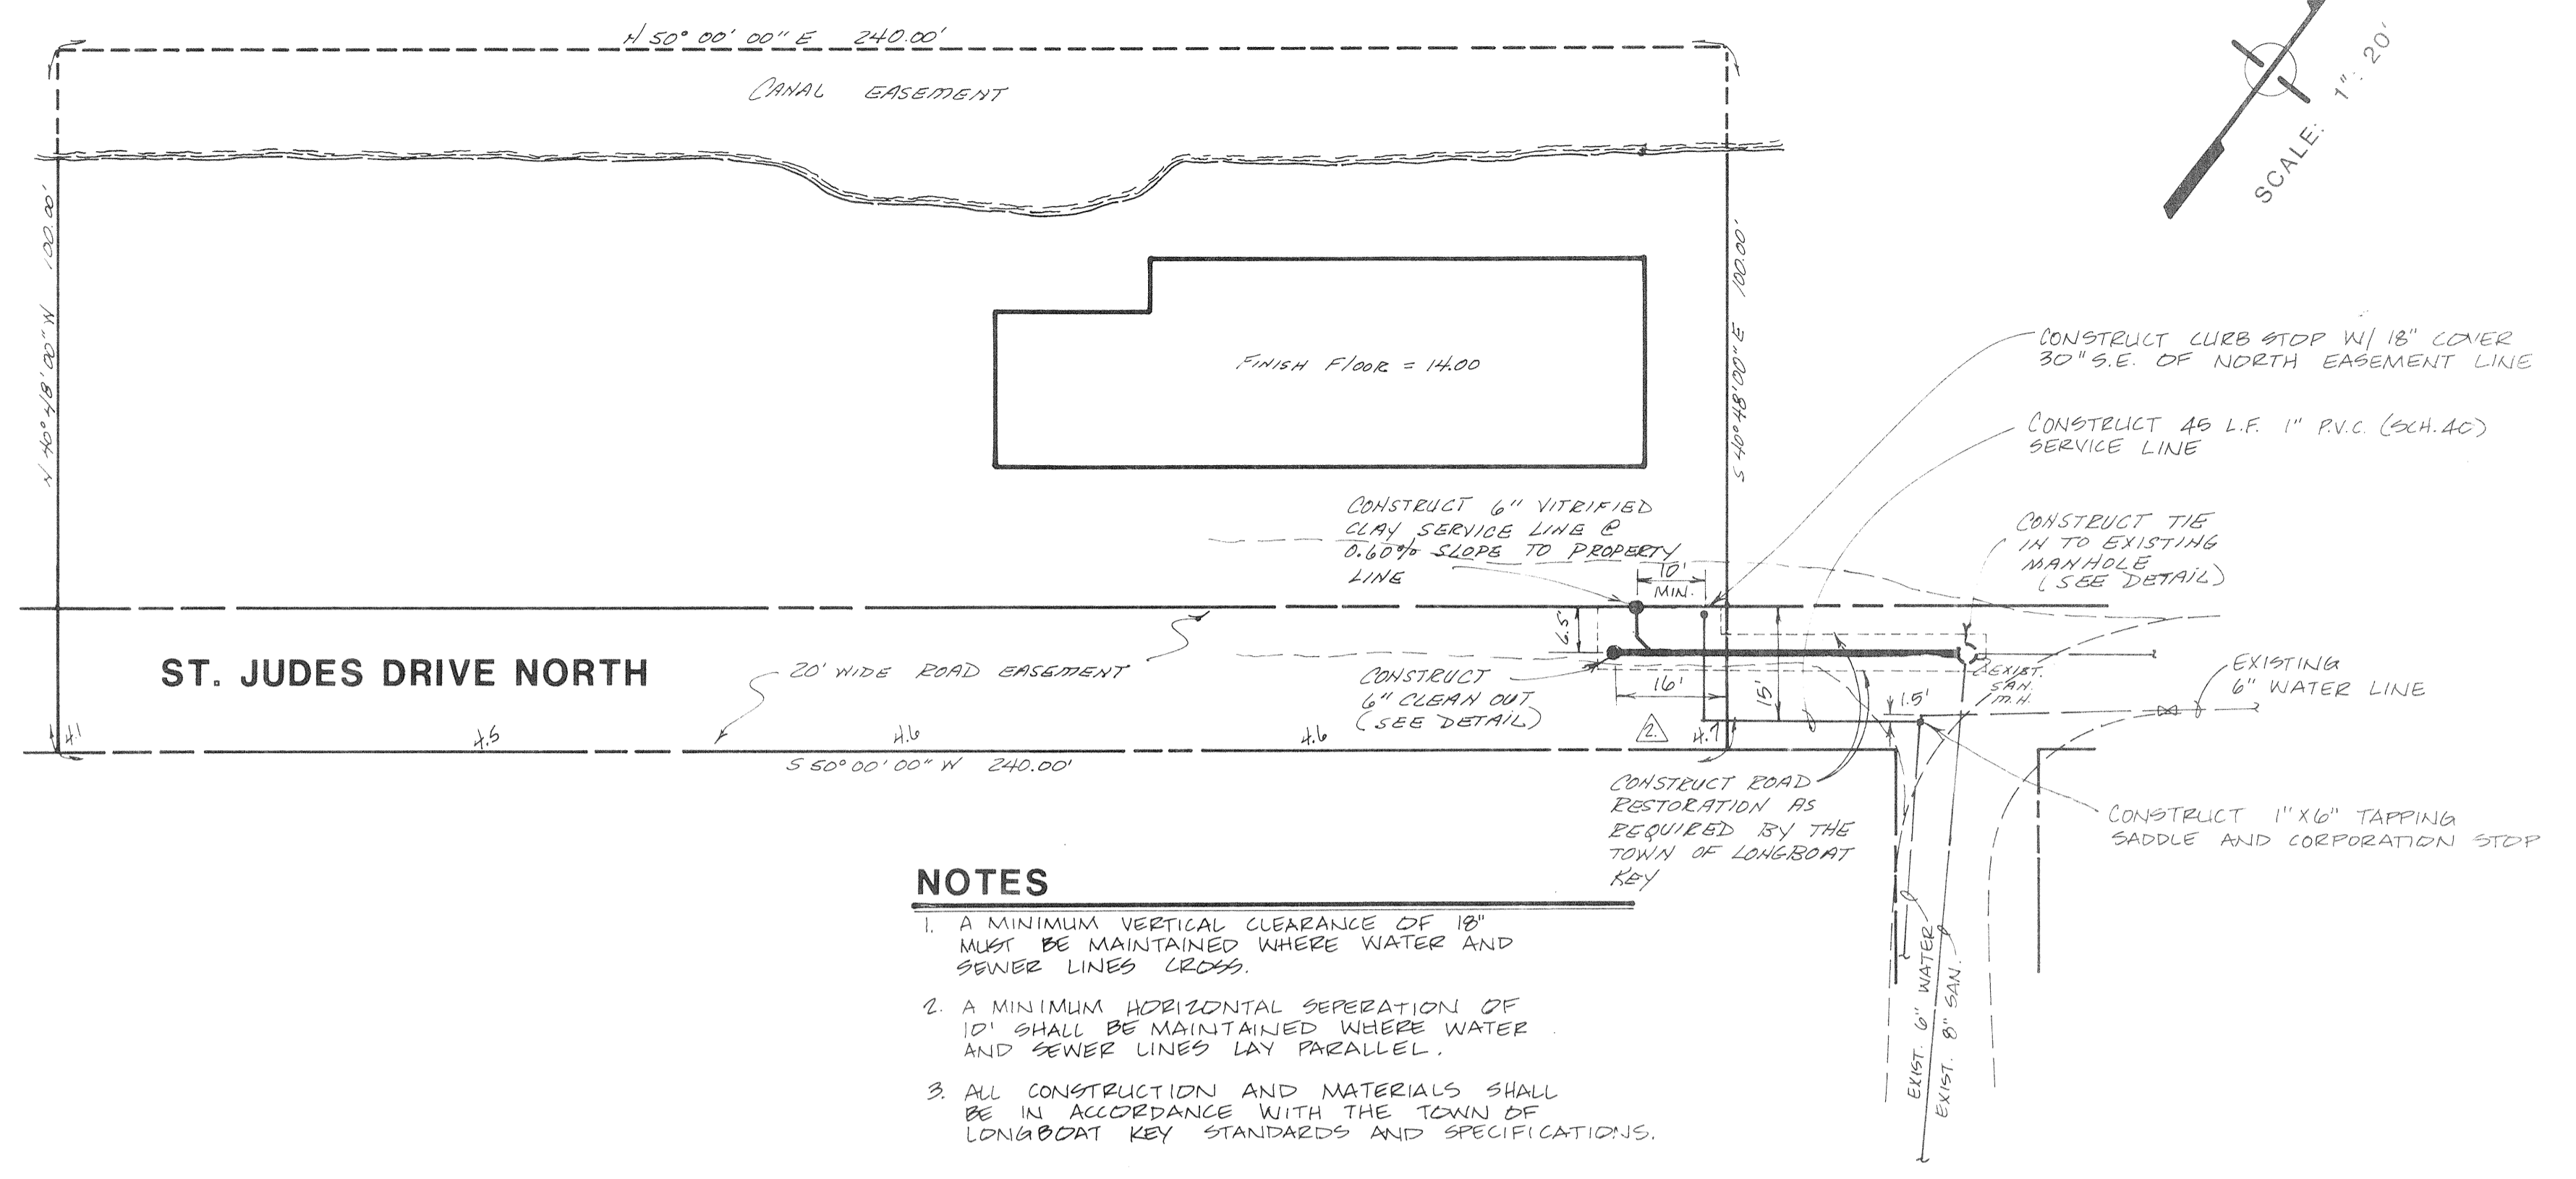 N 50° 00' 00" E 240.00'
CANAL EASEMENT
SCALE: 1": 20'
N 40° 48' 00" W 100.00'
S 40° 48' 00" E 100.00'
FINISH FLOOR = 14.00
CONSTRUCT CURB STOP W/ 18" COVER
30" S.E. OF NORTH EASEMENT LINE
CONSTRUCT 45 L.F. 1" P.V.C. (SCH. 40)
SERVICE LINE
CONSTRUCT 6" VITRIFIED
CLAY SERVICE LINE @
0.60% SLOPE TO PROPERTY
LINE
CONSTRUCT TIE
IN TO EXISTING
MANHOLE
(SEE DETAIL)
10'
MIN.
6.5'
ST. JUDES DRIVE NORTH
20' WIDE ROAD EASEMENT
CONSTRUCT
6" CLEAN OUT
(SEE DETAIL)
16'
15'
1.5'
EXIST.
SAN.
M.H.
EXISTING
6" WATER LINE
4.1
4.5
4.6
4.6
2.
4.7
S 50° 00' 00" W 240.00'
CONSTRUCT ROAD
RESTORATION AS
REQUIRED BY THE
TOWN OF LONGBOAT
KEY
CONSTRUCT 1" X 6" TAPPING
SADDLE AND CORPORATION STOP
EXIST. 6" WATER
EXIST. 8" SAN.
NOTES
1. A MINIMUM VERTICAL CLEARANCE OF 18"
MUST BE MAINTAINED WHERE WATER AND
SEWER LINES CROSS.
2. A MINIMUM HORIZONTAL SEPERATION OF
10' SHALL BE MAINTAINED WHERE WATER
AND SEWER LINES LAY PARALLEL.
3. ALL CONSTRUCTION AND MATERIALS SHALL
BE IN ACCORDANCE WITH THE TOWN OF
LONGBOAT KEY STANDARDS AND SPECIFICATIONS.